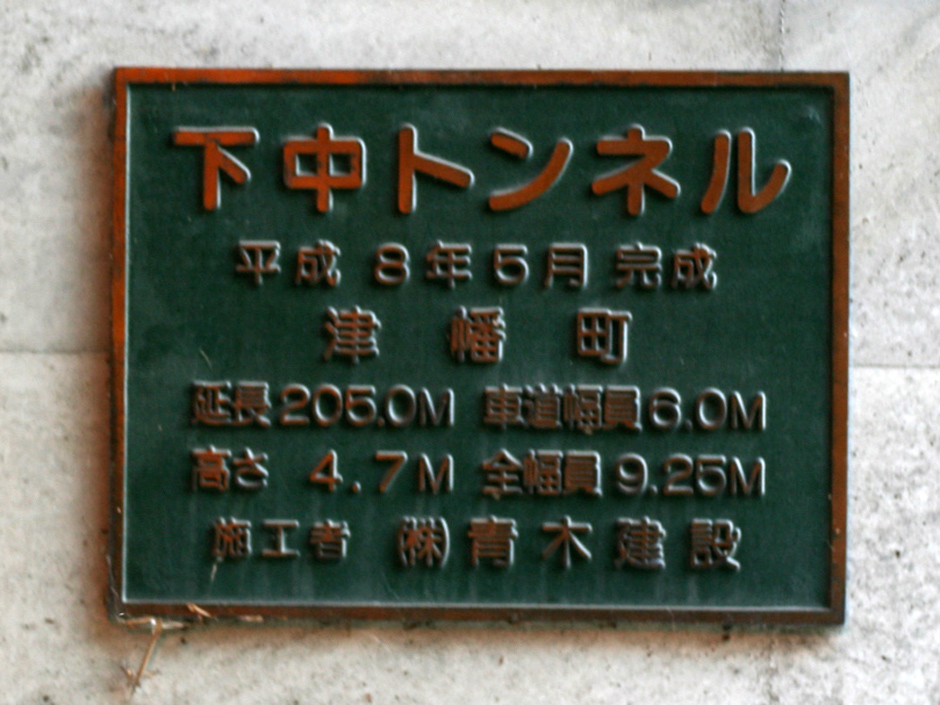 下中トンネル
平成 8年5月 完成
津幡町
延長205.0M 車道幅員6.0M
高さ 4.7M 全幅員9.25M
施工者 ㈱青木建設